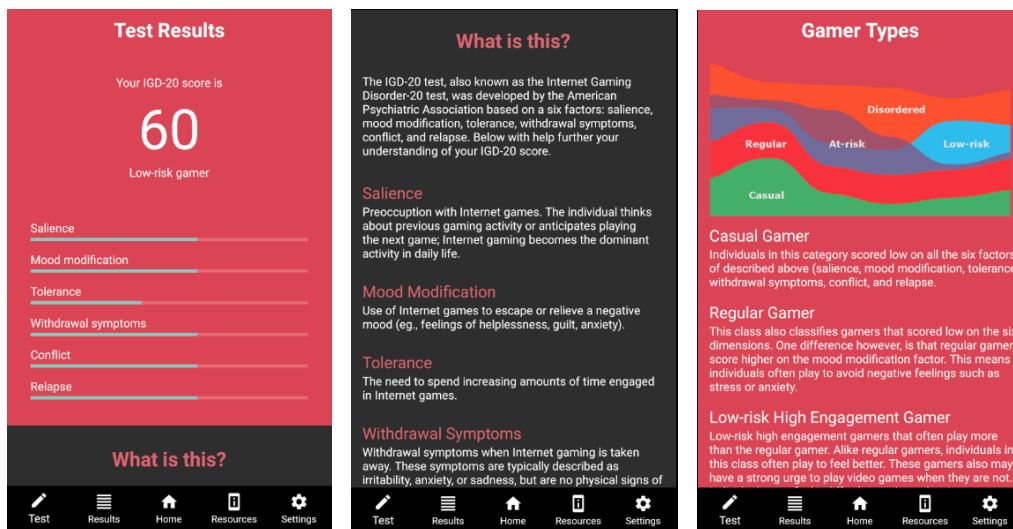 Test Results
Your IGD-20 score is
60
Low-risk gamer
Salience
Mood modification
Tolerance
Withdrawal symptoms
Conflict
Relapse
What is this?
Test
Results
Home
Resources
Settings
What is this?
The IGD-20 test, also known as the Internet Gaming
Disorder-20 test, was developed by the American
Psychiatric Association based on a six factors: salience,
mood modification, tolerance, withdrawal symptoms,
conflict, and relapse. Below with help further your
understanding of your IGD-20 score.
Salience
Preoccuption with Internet games. The individual thinks
about previous gaming activity or anticipates playing
the next game; Internet gaming becomes the dominant
activity in daily life.
Mood Modification
Use of Internet games to escape or relieve a negative
mood (eg., feelings of helplessness, guilt, anxiety).
Tolerance
The need to spend increasing amounts of time engaged
in Internet games.
Withdrawal Symptoms
Withdrawal symptoms when Internet gaming is taken
away. These symptoms are typically described as
irritability, anxiety, or sadness, but are no physical signs of
Test
Results
Home
Resources
Settings
Gamer Types
Disordered
Regular
At-risk
Low-risk
Casual
Casual Gamer
Individuals in this category scored low on all the six factors
of described above (salience, mood modification, tolerance
withdrawal symptoms, conflict, and relapse.
Regular Gamer
This class also classifies gamers that scored low on the six
dimensions. One difference however, is that regular gamer
score higher on the mood modification factor. This means
individuals often play to avoid negative feelings such as
stress or anxiety.
Low-risk High Engagement Gamer
Low-risk high engagement gamers that often play more
than the regular gamer. Alike regular gamers, individuals in
this class often play to feel better. These gamers also may
have a strong urge to play video games when they are not.
Test
Results
Home
Resources
Settings